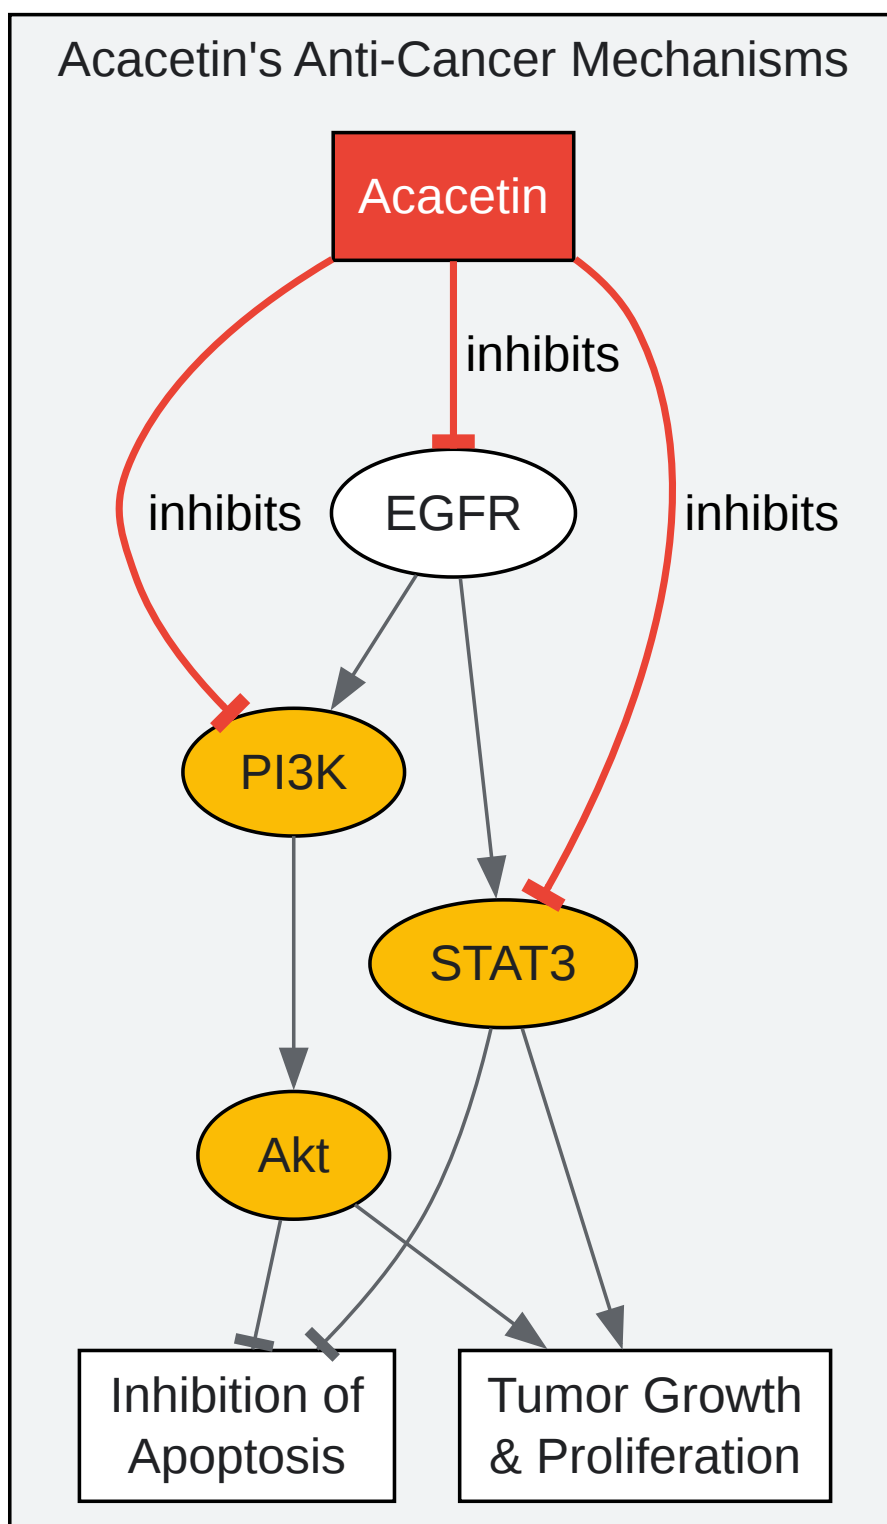 Acacetin's Anti-Cancer Mechanisms
Acacetin
inhibits
inhibits
EGFR
inhibits
PI3K
STAT3
Akt
Inhibition of
Apoptosis
Tumor Growth
& Proliferation